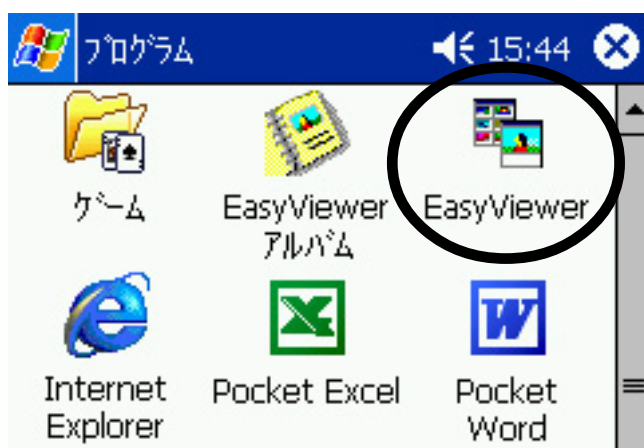 ﾌﾟﾛｸﾞﾗﾑ 15:44
ｹﾞｰﾑ
EasyViewer
ｱﾙﾊﾞﾑ
EasyViewer
Internet
Explorer
Pocket Excel
Pocket
Word